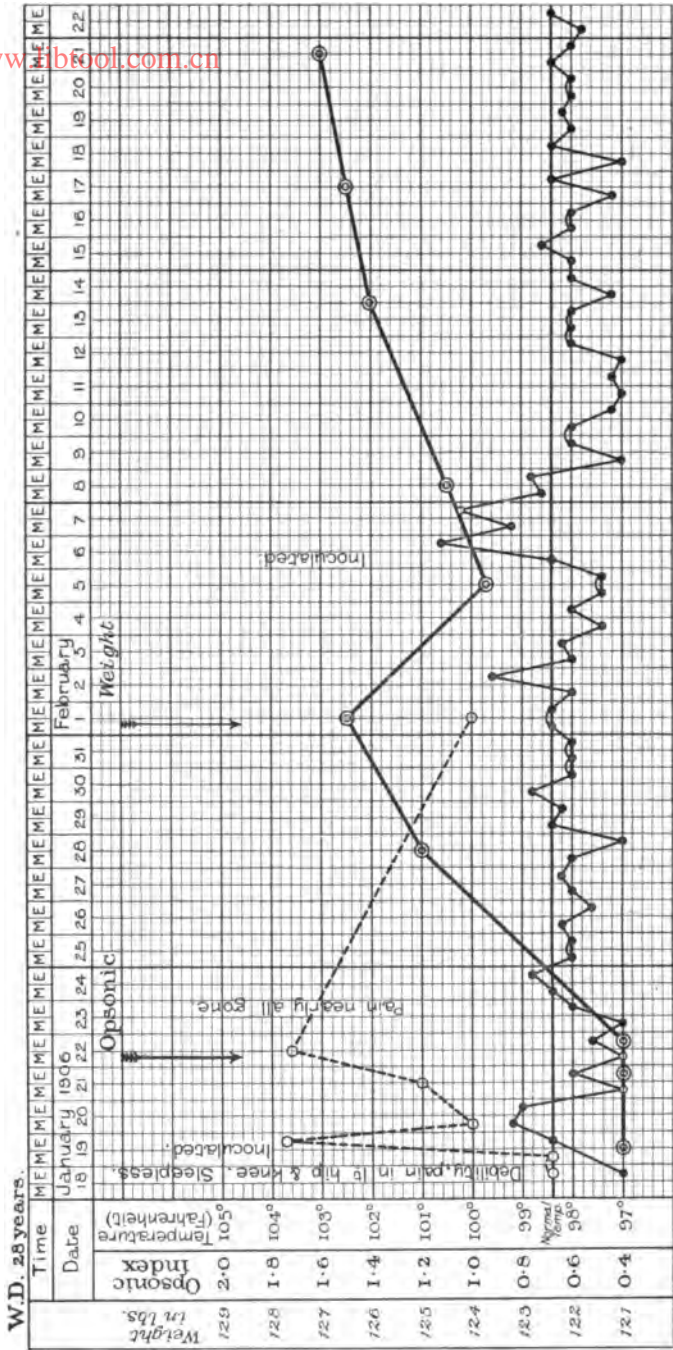 www.libtool.com.cn
W.D. 28 years.
Time M E M E M E M E M E M E M E M E M E M E M E M E M E M E M E M E M E M E M E M E M E M E M E M E M E M E M E M E M E M E M E M E M E M E M E M E
Date January 1906 February
18 19 20 21 22 23 24 25 26 27 28 29 30 31 1 2 3 4 5 6 7 8 9 10 11 12 13 14 15 16 17 18 19 20 21 22
Weight in lbs.
Opsonic index
Temperature (Fahrenheit)
129 2·0 105°
128 1·8 104°
127 1·6 103°
126 1·4 102°
125 1·2 101°
124 1·0 100°
123 0·8 99°
Normal Temp.
122 0·6 98°
121 0·4 97°
Opsonic
Weight
Debility, pain in lt hip & knee. Sleepless.
Inoculated.
Pain nearly all gone.
Inoculated.